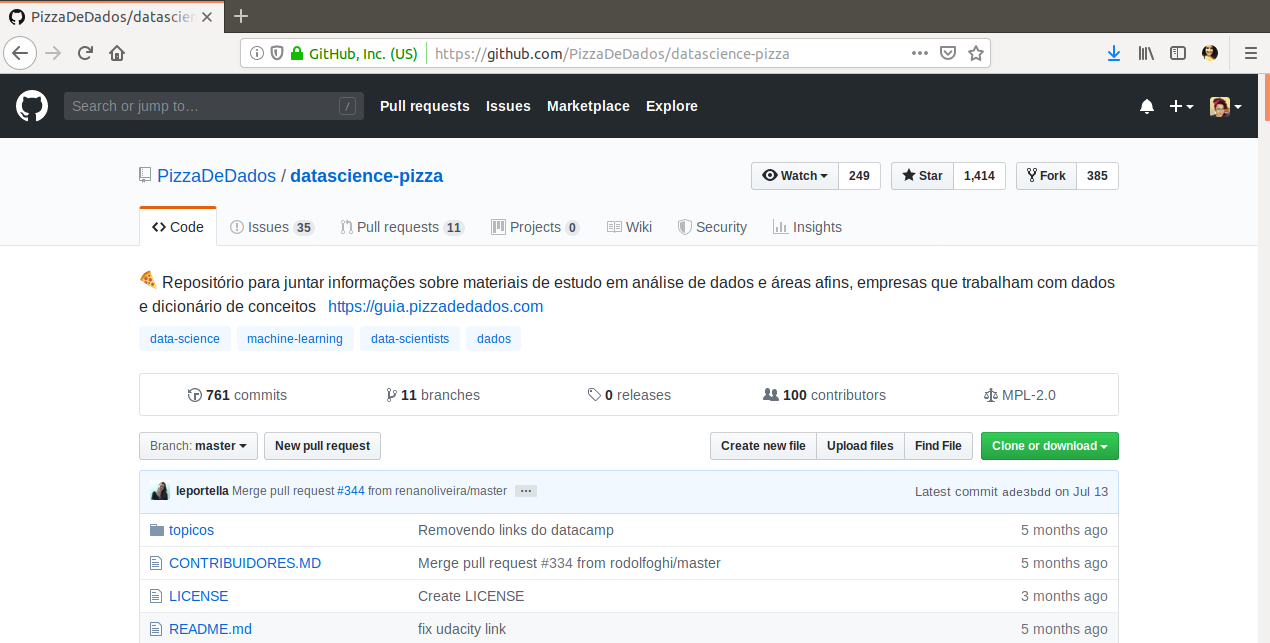 PizzaDeDados/datascien
GitHub, Inc. (US) https://github.com/PizzaDeDados/datascience-pizza
Search or jump to… / Pull requests Issues Marketplace Explore
PizzaDeDados / datascience-pizza Watch 249 Star 1,414 Fork 385
Code Issues 35 Pull requests 11 Projects 0 Wiki Security Insights
Repositório para juntar informações sobre materiais de estudo em análise de dados e áreas afins, empresas que trabalham com dados
e dicionário de conceitos https://guia.pizzadedados.com
data-science machine-learning data-scientists dados
761 commits 11 branches 0 releases 100 contributors MPL-2.0
Branch: master New pull request Create new file Upload files Find File Clone or download
leportella Merge pull request #344 from renanoliveira/master ... Latest commit ade3bdd on Jul 13
topicos Removendo links do datacamp 5 months ago
CONTRIBUIDORES.MD Merge pull request #334 from rodolfoghi/master 5 months ago
LICENSE Create LICENSE 3 months ago
README.md fix udacity link 5 months ago